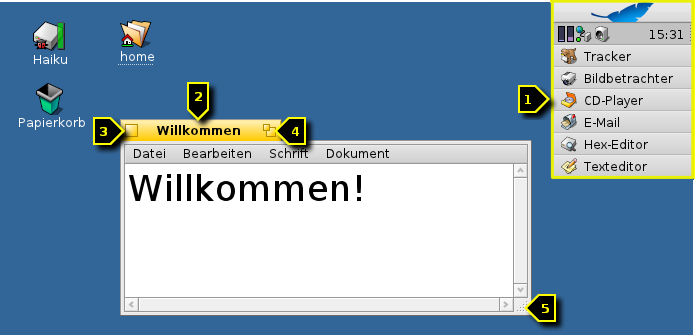 Haiku
home
Papierkorb
15:31
Tracker
Bildbetrachter
CD-Player
E-Mail
Hex-Editor
Texteditor
1
2
3
Willkommen
4
Datei Bearbeiten Schrift Dokument
Willkommen!
5